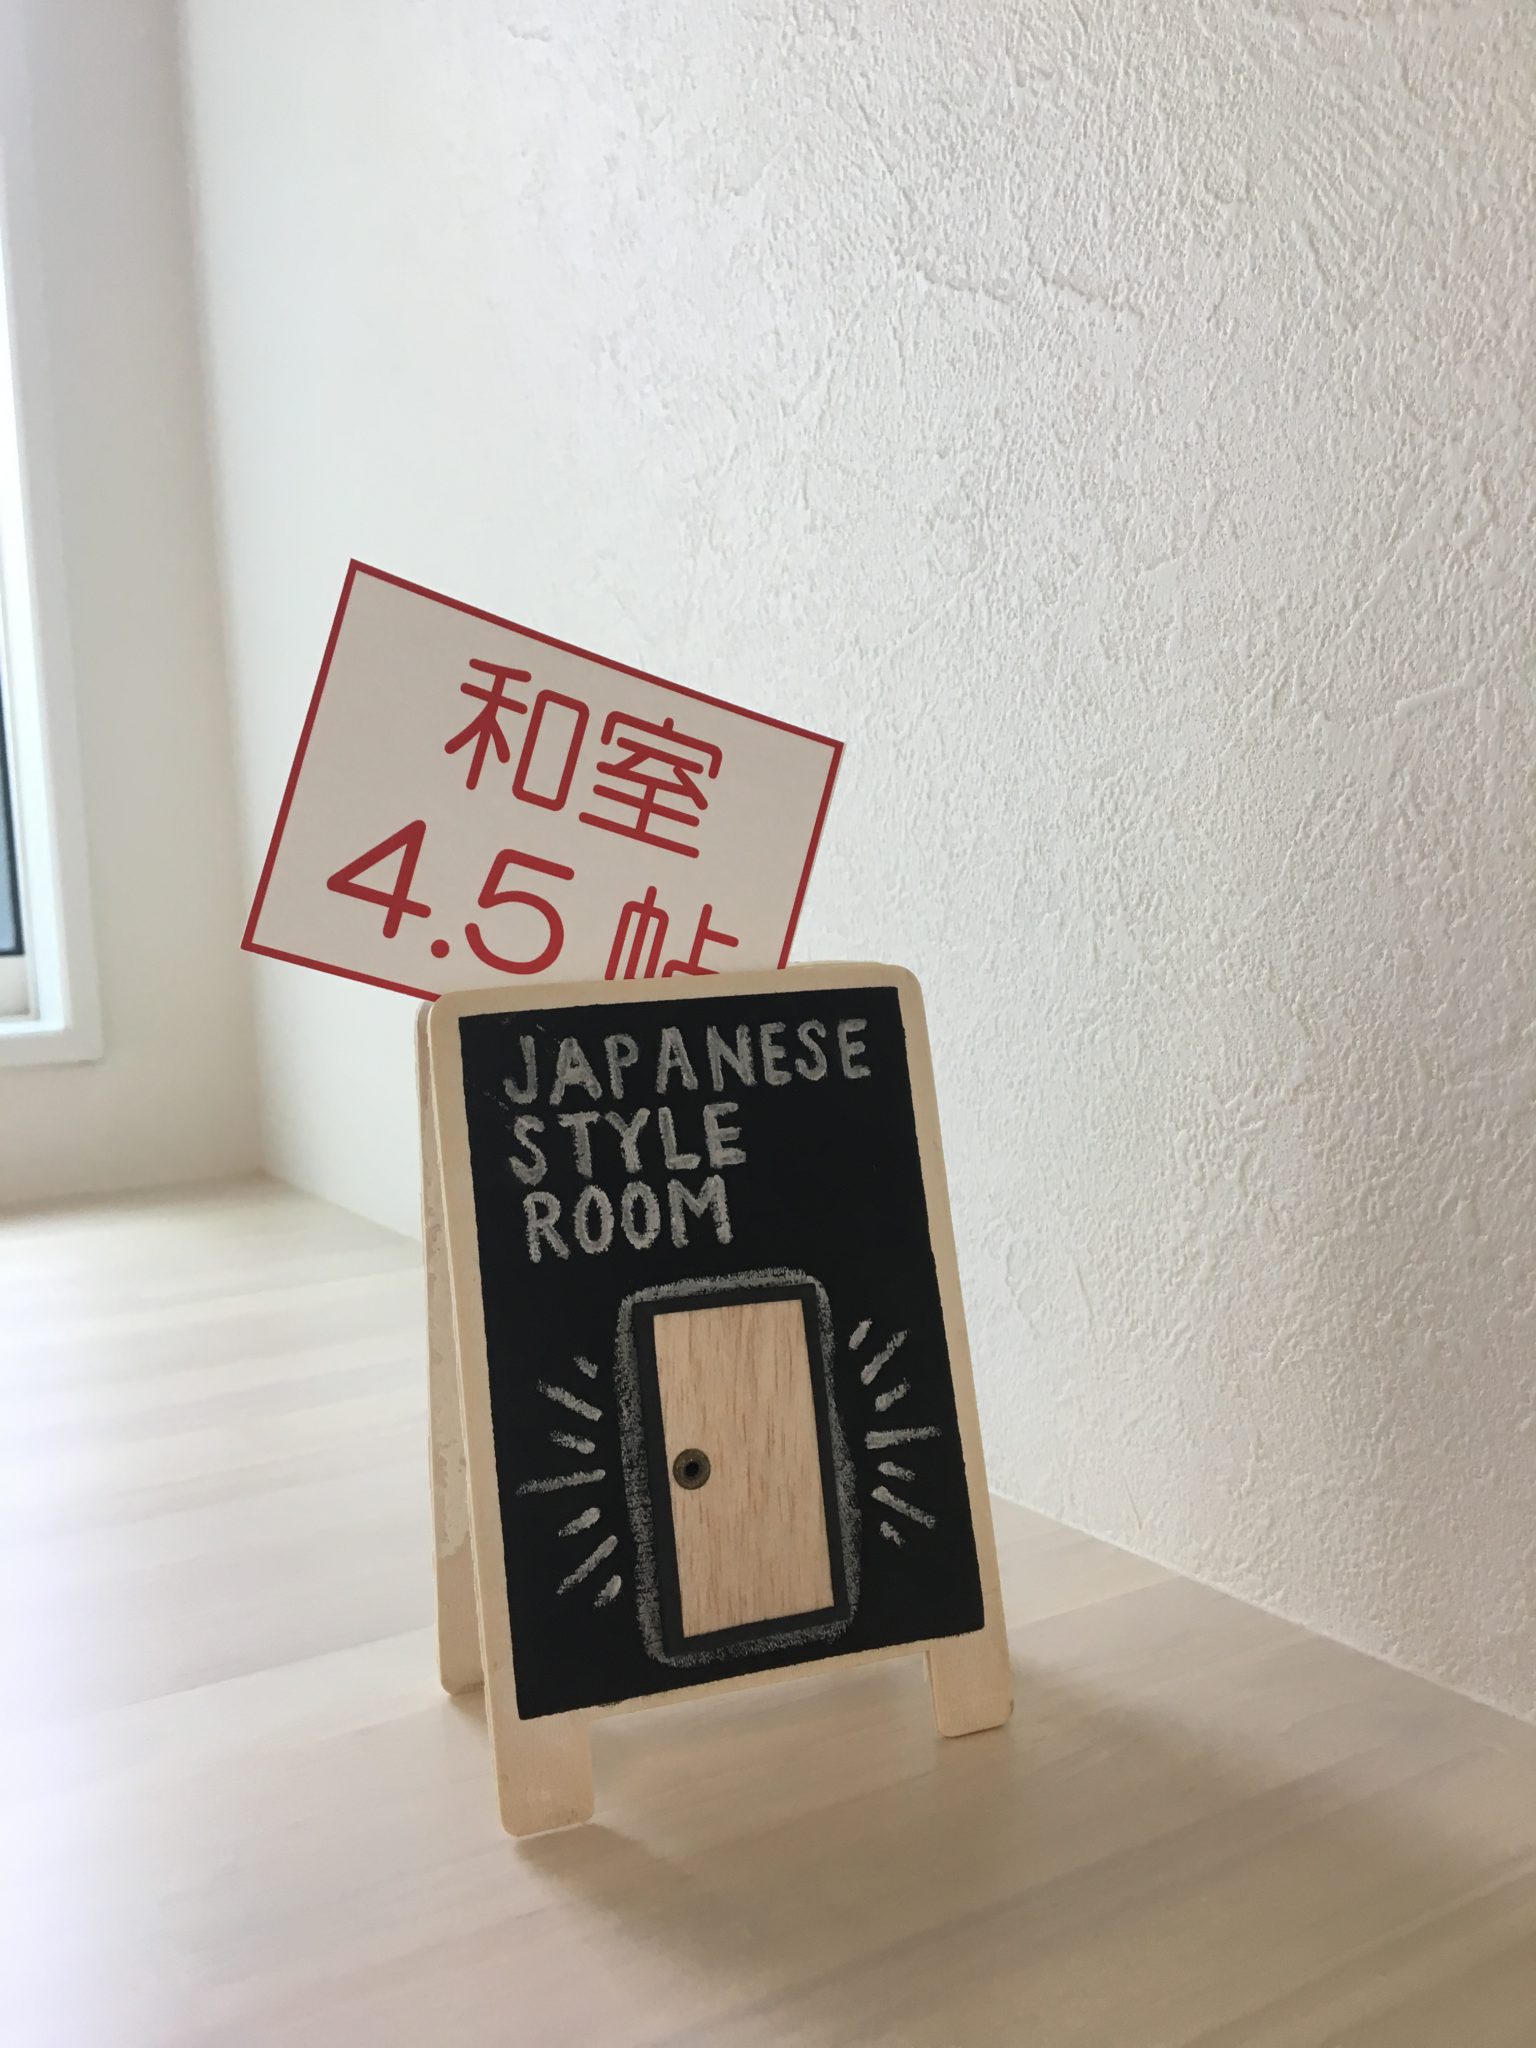 和室
4.5帖
JAPANESE
STYLE
ROOM